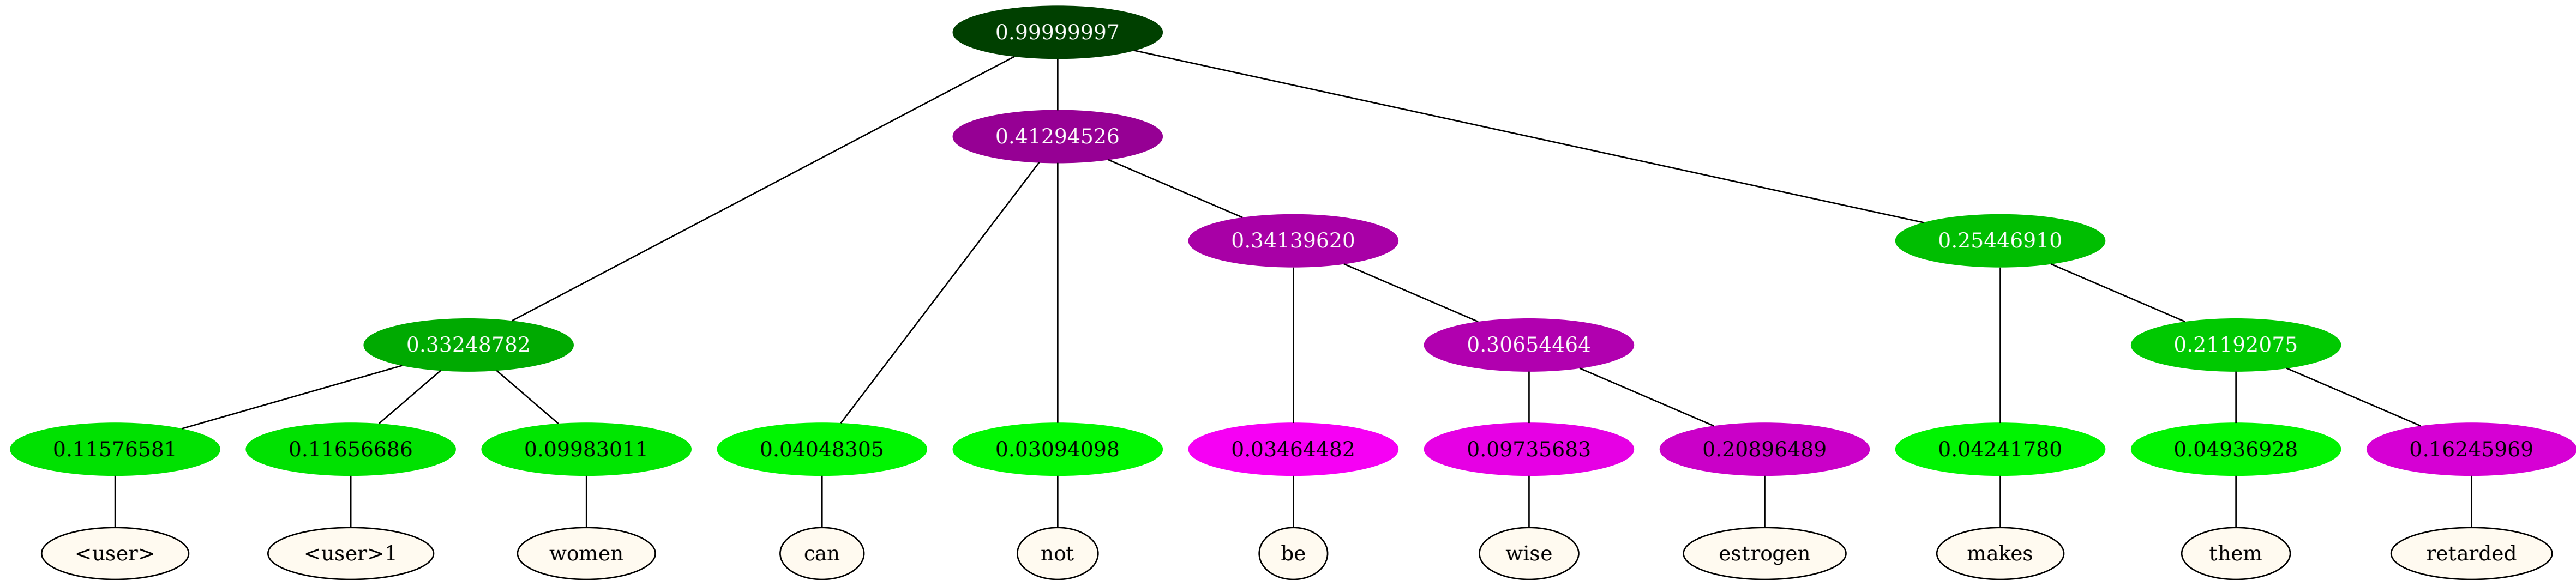 0.99999997
0.41294526
0.34139620 0.25446910
0.33248782 0.30654464 0.21192075
0.11576581 0.11656686 0.09983011 0.04048305 0.03094098 0.03464482 0.09735683 0.20896489 0.04241780 0.04936928 0.16245969
<user> <user>1 women can not be wise estrogen makes them retarded